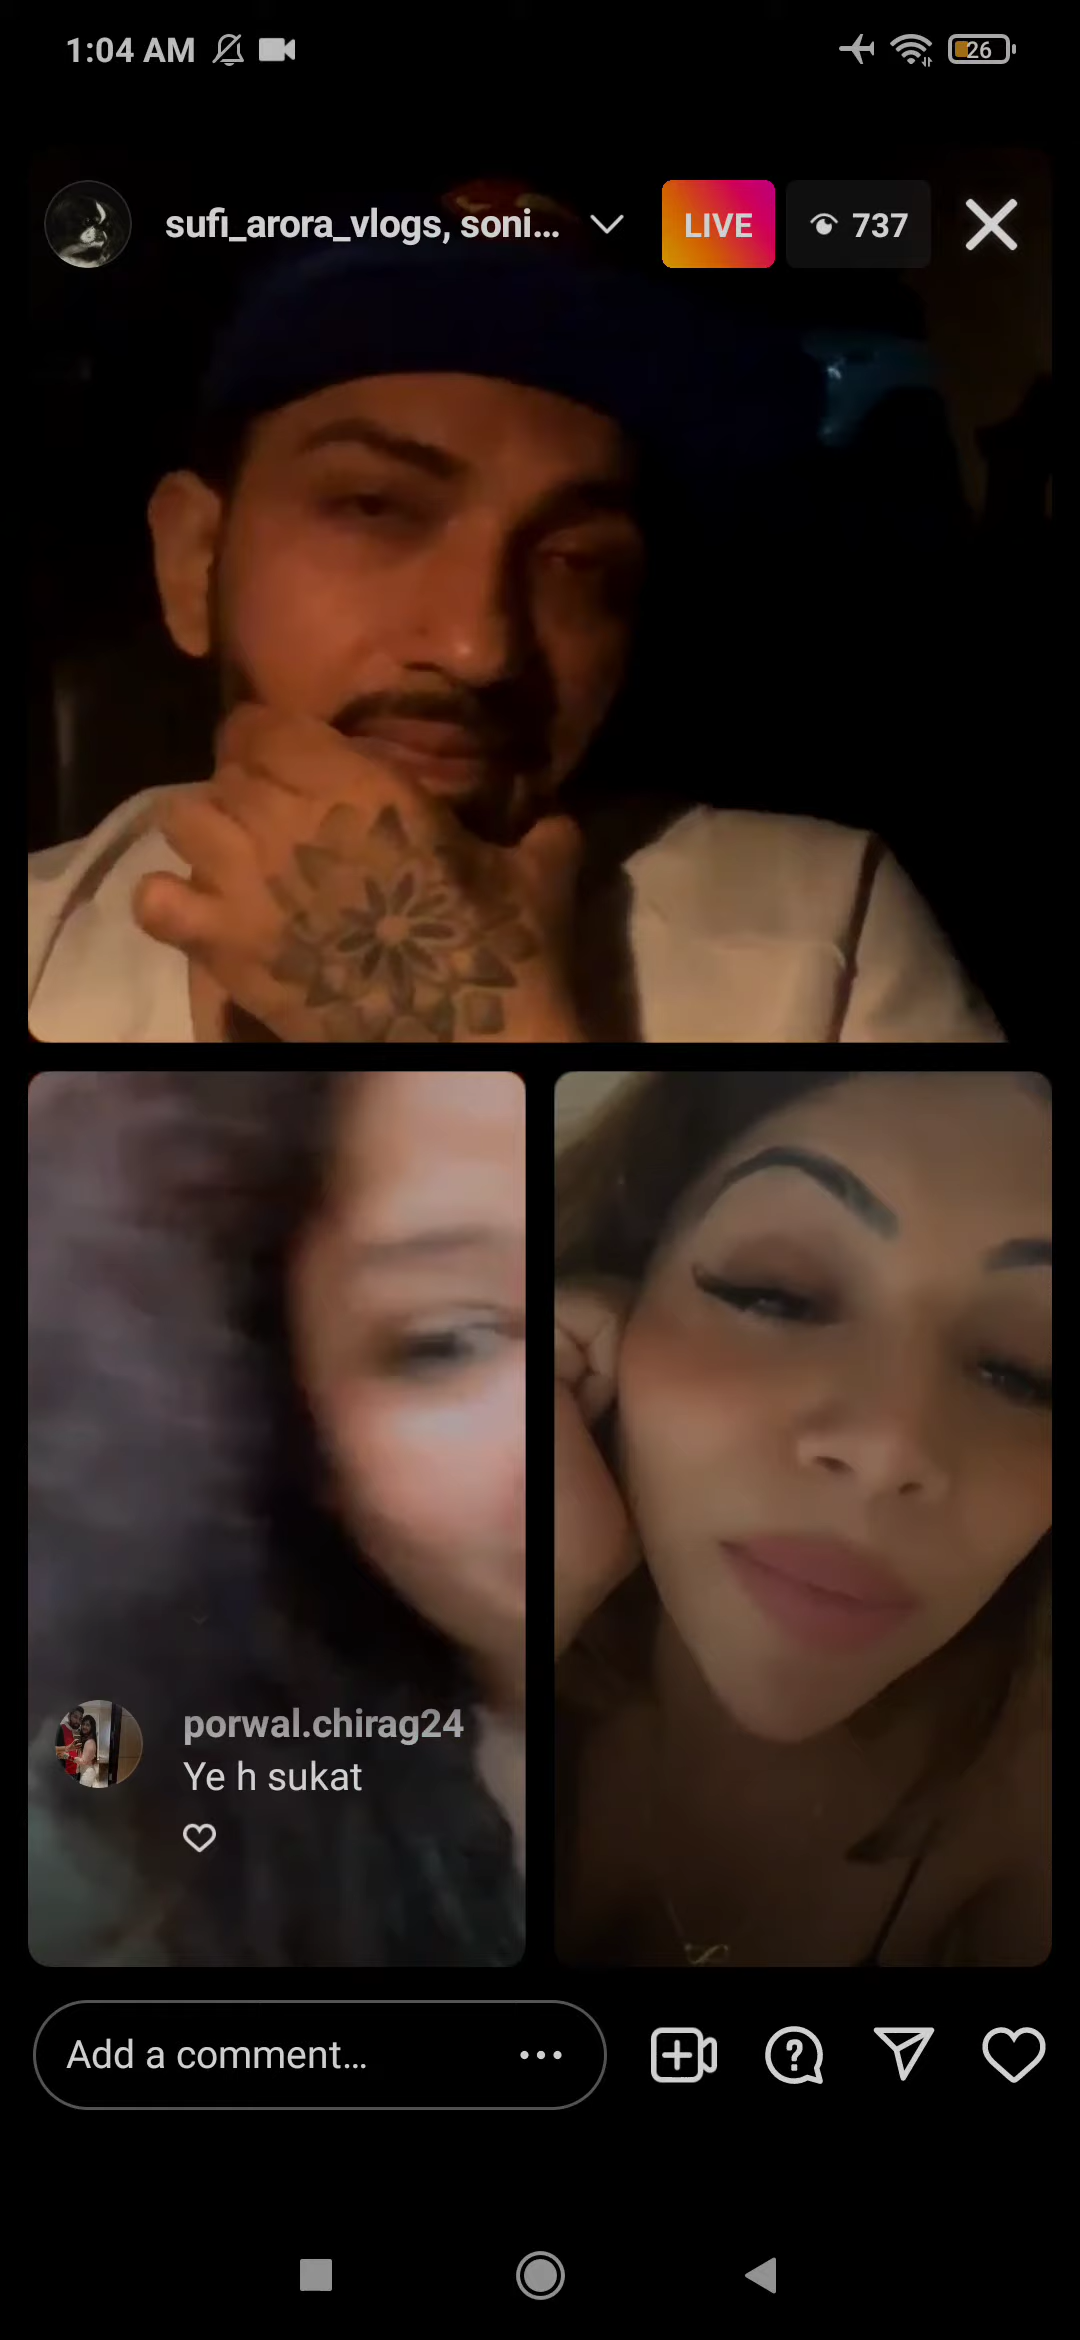 1:04 AM
26
sufi_arora_vlogs, soni...
LIVE
737
porwal.chirag24
Ye h sukat
Add a comment...